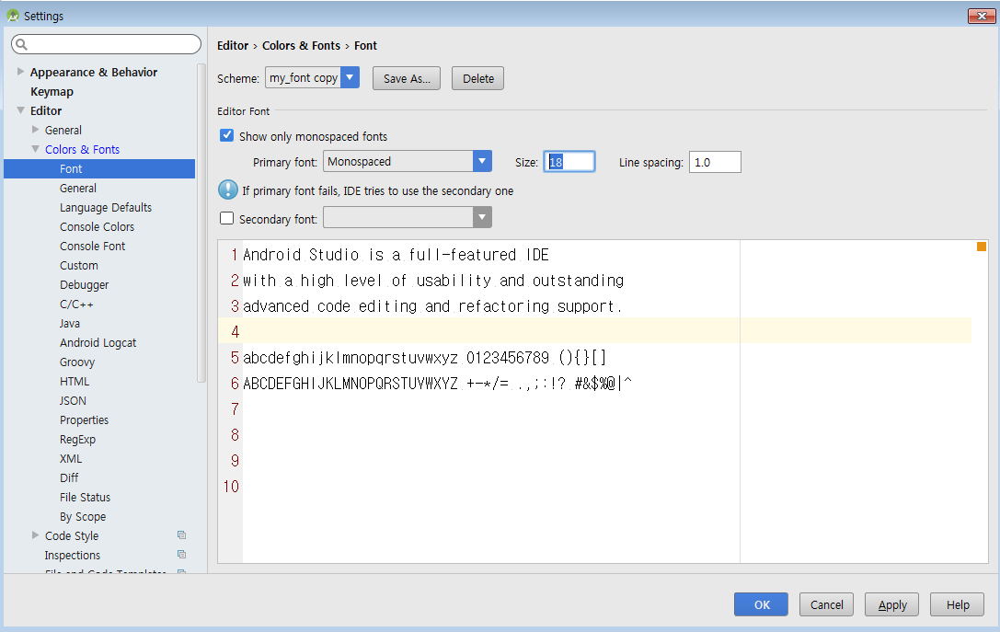 Settings
Appearance & Behavior
Keymap
Editor
General
Colors & Fonts
Font
General
Language Defaults
Console Colors
Console Font
Custom
Debugger
C/C++
Java
Android Logcat
Groovy
HTML
JSON
Properties
RegExp
XML
Diff
File Status
By Scope
Code Style
Inspections
File and Code Templates
Editor › Colors & Fonts › Font
Scheme: my_font copy Save As... Delete
Editor Font
Show only monospaced fonts
Primary font: Monospaced Size: 18 Line spacing: 1.0
If primary font fails, IDE tries to use the secondary one
Secondary font:
1 Android Studio is a full-featured IDE
2 with a high level of usability and outstanding
3 advanced code editing and refactoring support.
4
5 abcdefghijklmnopqrstuvwxyz 0123456789 (){}[]
6 ABCDEFGHIJKLMNOPQRSTUVWXYZ +-*/= .,;:!? #&$%@|^
7
8
9
10
OK Cancel Apply Help